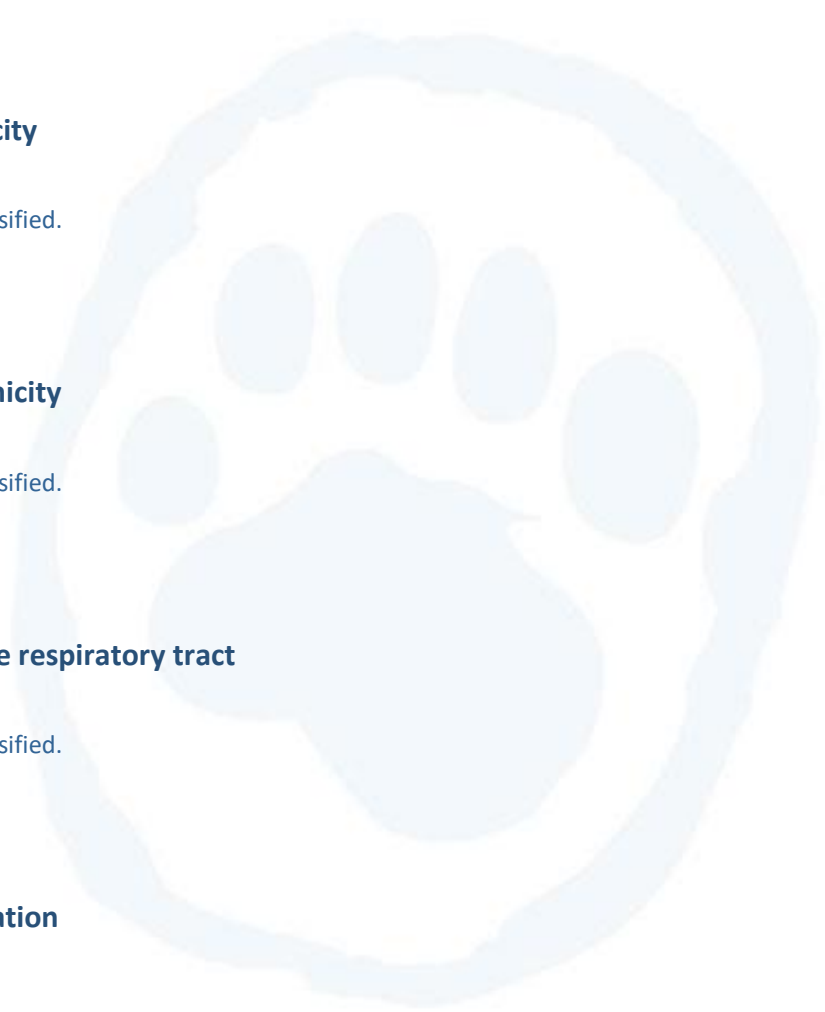 city
sified.
nicity
sified.
e respiratory tract
sified.
ation